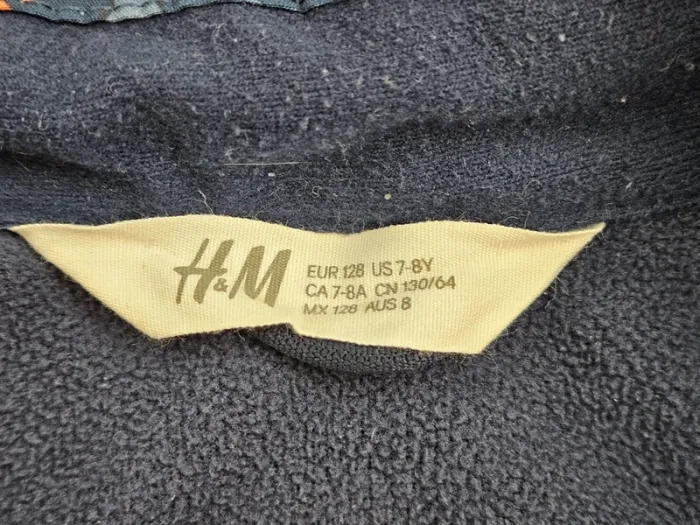 H&M
EUR 128 US 7-8Y
CA 7-8A CN 130/64
MX 128 AUS 8